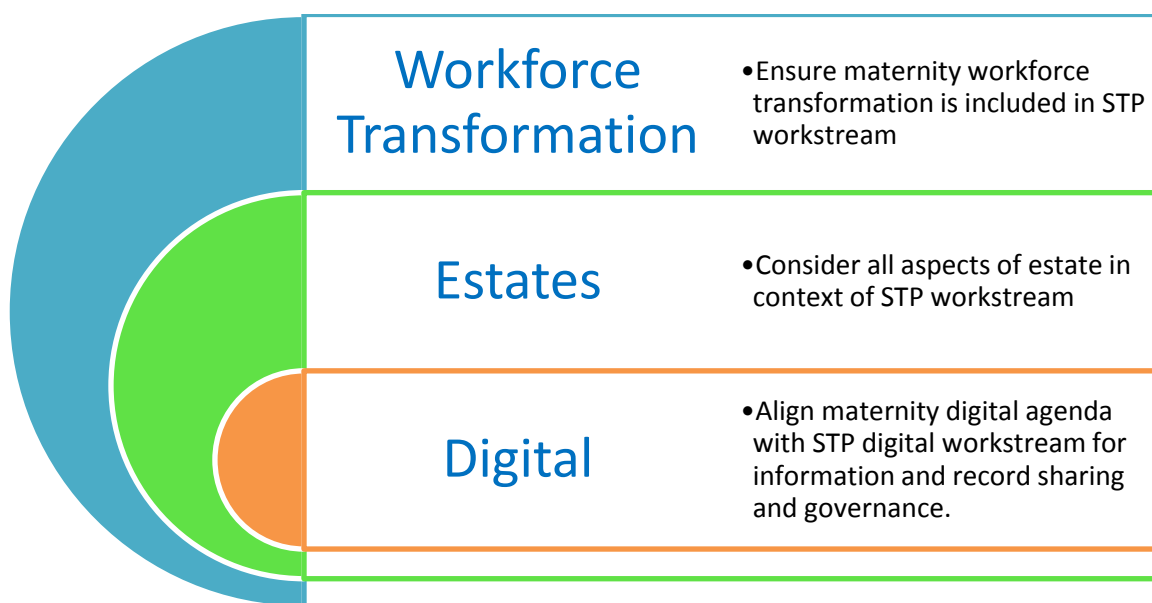 Workforce
Transformation
•Ensure maternity workforce
transformation is included in STP
workstream
Estates
•Consider all aspects of estate in
context of STP workstream
Digital
•Align maternity digital agenda
with STP digital workstream for
information and record sharing
and governance.